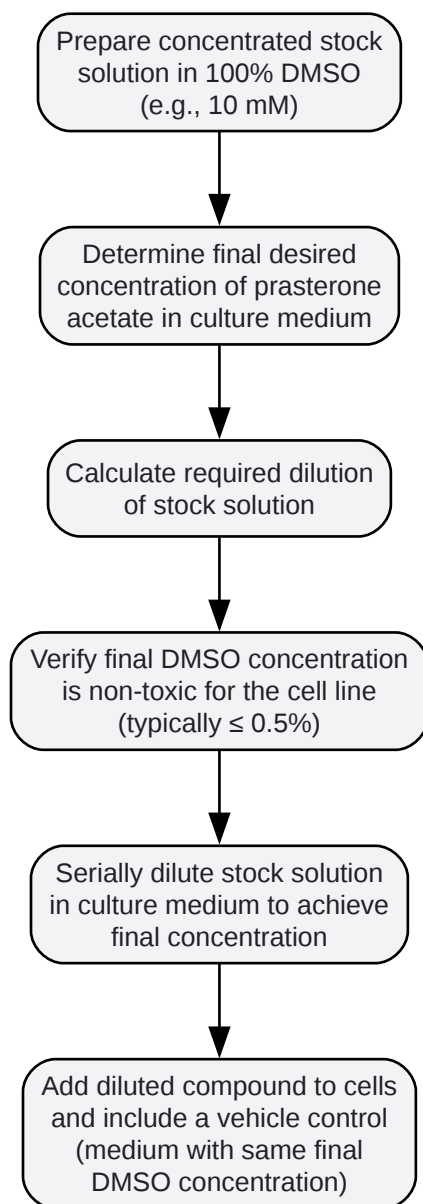 Prepare concentrated stock
solution in 100% DMSO
(e.g., 10 mM)
Determine final desired
concentration of prasterone
acetate in culture medium
Calculate required dilution
of stock solution
Verify final DMSO concentration
is non-toxic for the cell line
(typically ≤ 0.5%)
Serially dilute stock solution
in culture medium to achieve
final concentration
Add diluted compound to cells
and include a vehicle control
(medium with same final
DMSO concentration)